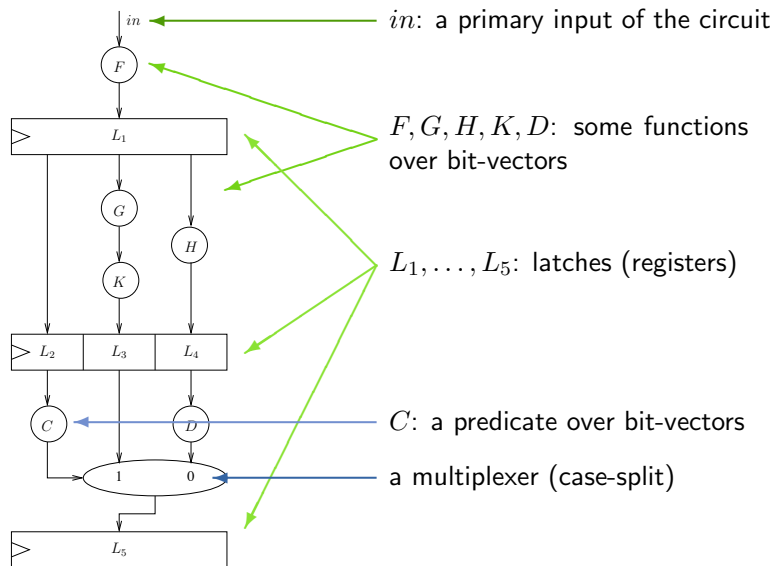 in
in: a primary input of the circuit
F
L₁
F, G, H, K, D: some functions
over bit-vectors
G
H
K
L₁, . . . , L₅: latches (registers)
L₂ L₃ L₄
C
D
C: a predicate over bit-vectors
1 0
a multiplexer (case-split)
L₅